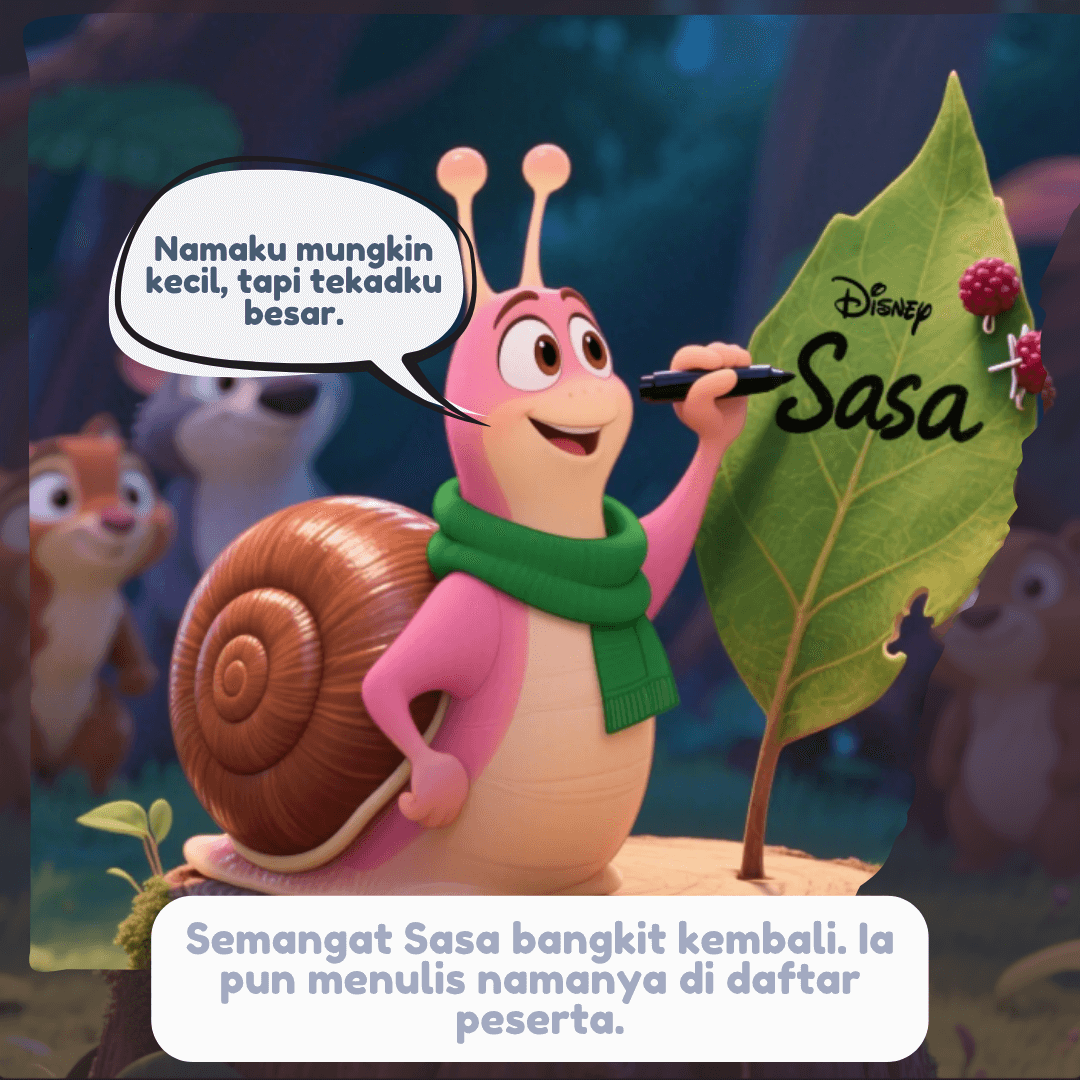 Namaku mungkin
kecil, tapi tekadku
besar.
Disney
Sasa
Semangat Sasa bangkit kembali. Ia
pun menulis namanya di daftar
peserta.